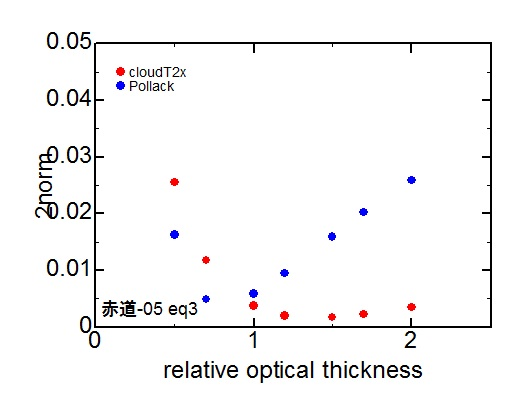 0.05
cloudT2x
Pollack
0.04
0.03
2norm
0.02
0.01
赤道-05 eq3
0
0 1 2
relative optical thickness